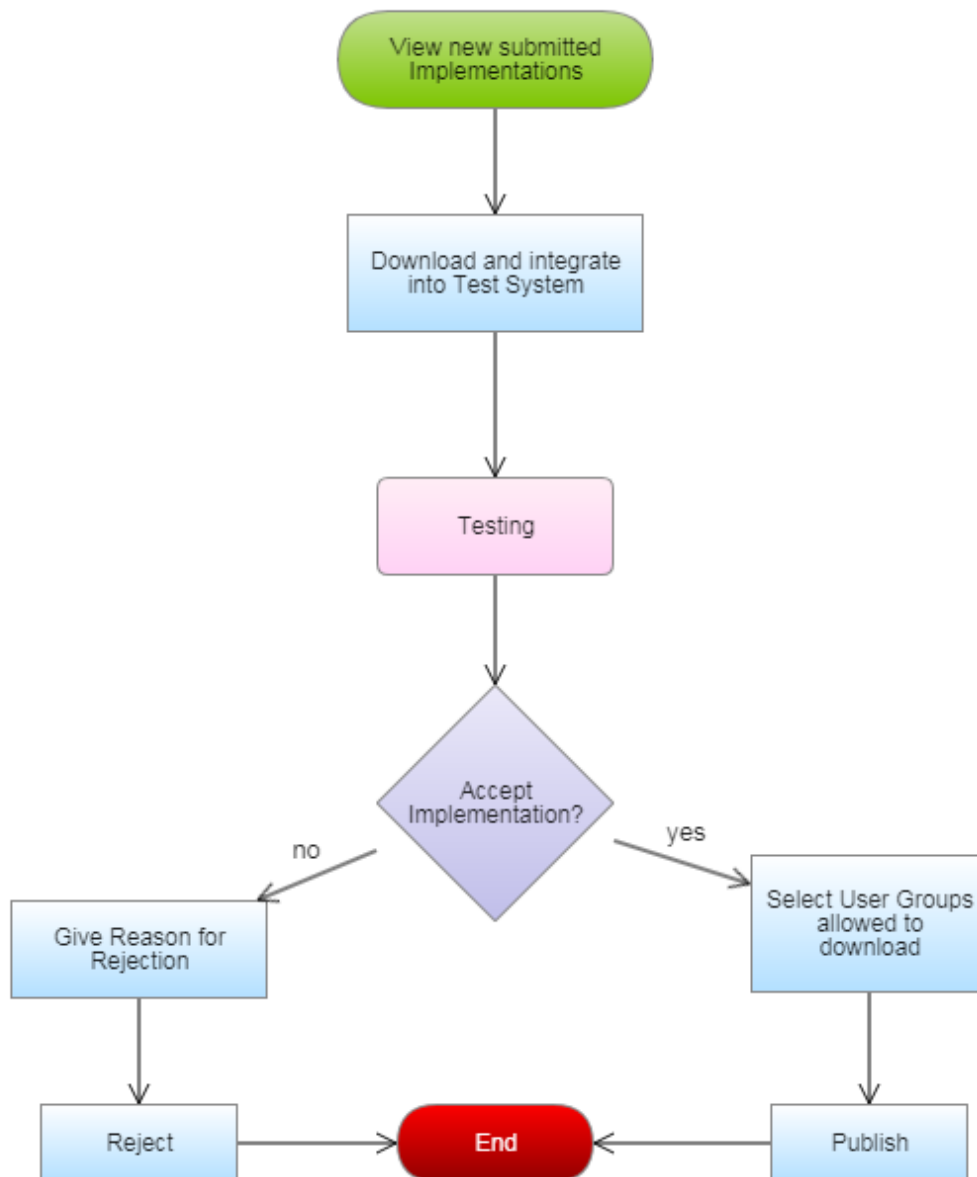 View new submitted
Implementations
Download and integrate
into Test System
Testing
Accept
Implementation?
no
yes
Give Reason for
Rejection
Select User Groups
allowed to
download
Reject
End
Publish